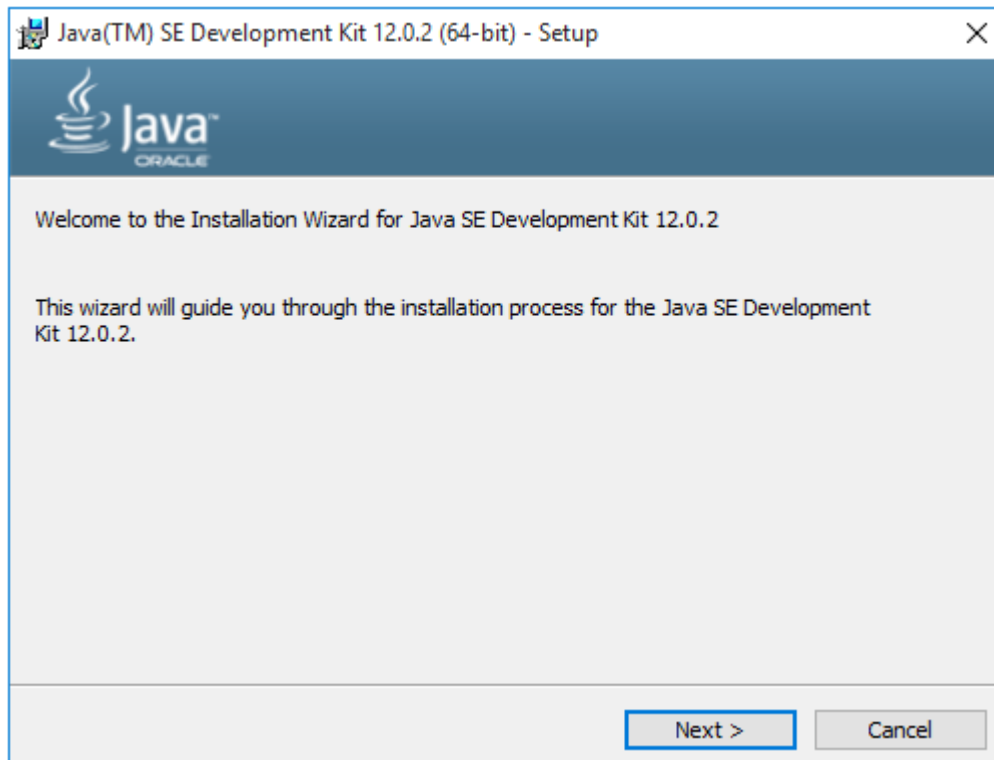 Java(TM) SE Development Kit 12.0.2 (64-bit) - Setup
Java™
ORACLE
Welcome to the Installation Wizard for Java SE Development Kit 12.0.2
This wizard will guide you through the installation process for the Java SE Development
Kit 12.0.2.
Next >
Cancel